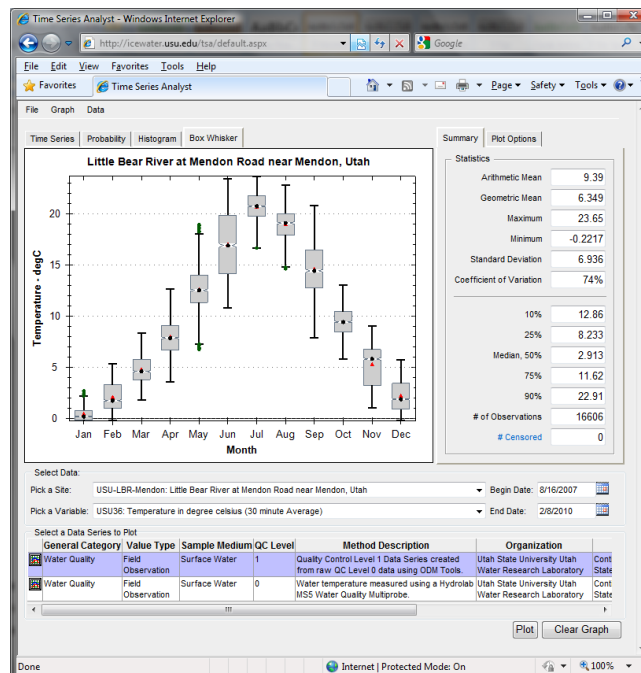 Time Series Analyst - Windows Internet Explorer
http://icewater.usu.edu/tsa/default.aspx
Google
File Edit View Favorites Tools Help
Favorites Time Series Analyst Page Safety Tools
File Graph Data
Time Series Probability Histogram Box Whisker Summary Plot Options
Little Bear River at Mendon Road near Mendon, Utah
Temperature - degC
20
15
10
5
0
Jan Feb Mar Apr May Jun Jul Aug Sep Oct Nov Dec
Month
Statistics
Arithmetic Mean 9.39
Geometric Mean 6.349
Maximum 23.65
Minimum -0.2217
Standard Deviation 6.936
Coefficient of Variation 74%
10% 12.86
25% 8.233
Median, 50% 2.913
75% 11.62
90% 22.91
# of Observations 16606
# Censored 0
Select Data:
Pick a Site: USU-LBR-Mendon: Little Bear River at Mendon Road near Mendon, Utah Begin Date: 8/16/2007
Pick a Variable: USU36: Temperature in degree celsius (30 minute Average) End Date: 2/8/2010
Select a Data Series to Plot
General Category Value Type Sample Medium QC Level Method Description Organization
Water Quality Field Surface Water 1 Quality Control Level 1 Data Series created Utah State University Utah Cont
Observation from raw QC Level 0 data using ODM Tools. Water Research Laboratory State
Water Quality Field Surface Water 0 Water temperature measured using a Hydrolab Utah State University Utah Cont
Observation MS5 Water Quality Multiprobe. Water Research Laboratory State
Plot Clear Graph
Done Internet | Protected Mode: On 100%